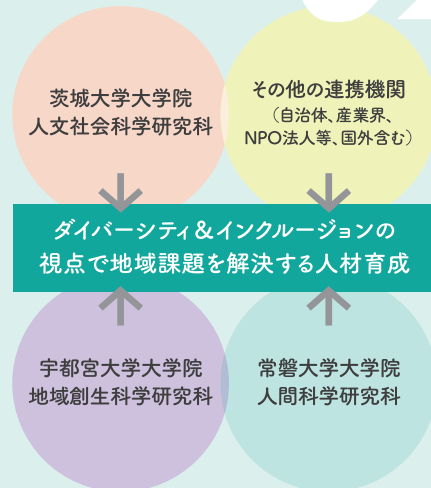 茨城大学大学院
人文社会科学研究科
その他の連携機関
（自治体、産業界、
NPO法人等、国外含む）
ダイバーシティ&インクルージョンの
視点で地域課題を解決する人材育成
宇都宮大学大学院
地域創生科学研究科
常磐大学大学院
人間科学研究科